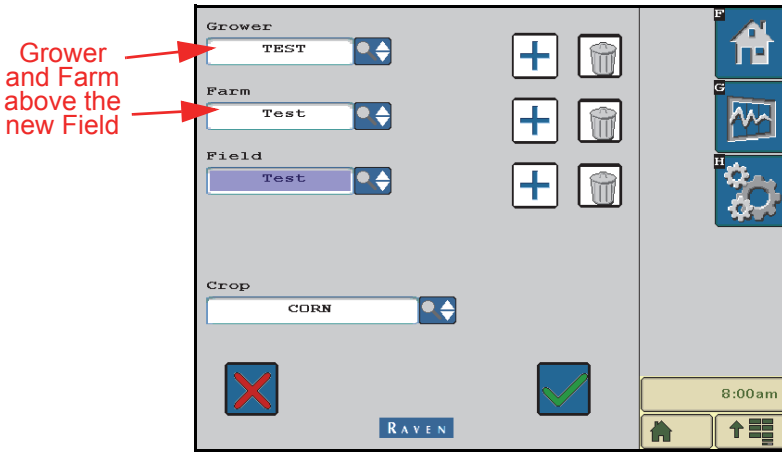 Grower
and Farm
above the
new Field
Grower
TEST
Farm
Test
Field
Test
Crop
CORN
RAVEN
F
G
H
8:00am